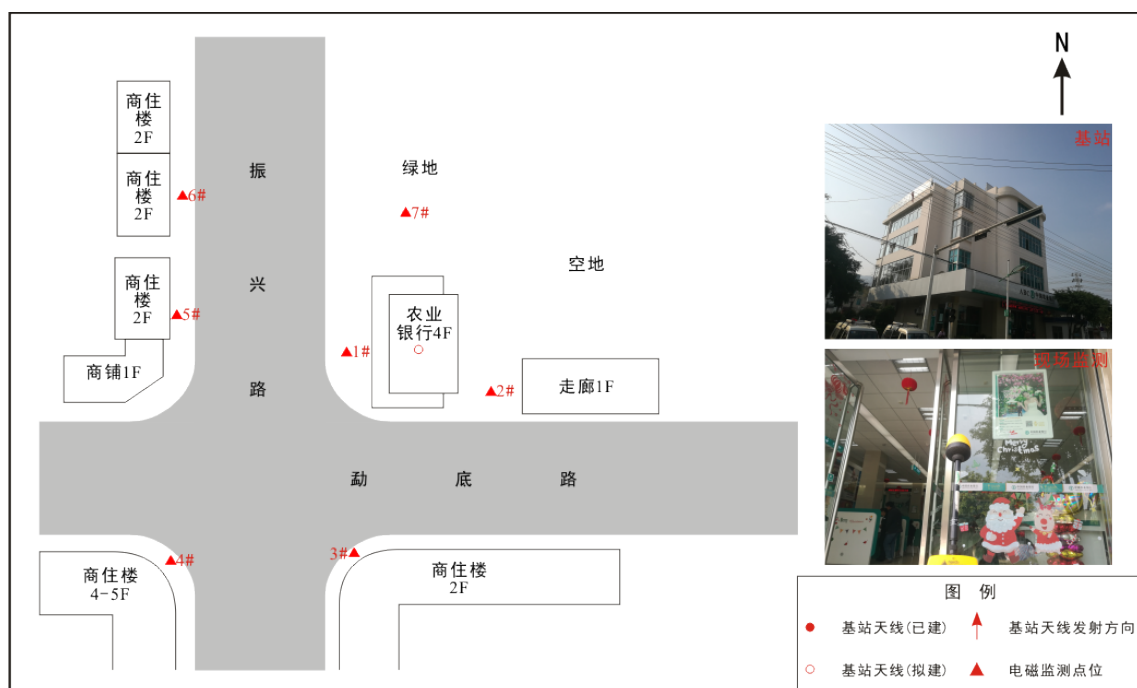 N
商住
楼
2F
商住
楼
2F
6#
振
兴
路
绿地
7#
空地
商住
楼
2F
5#
商铺1F
农业
银行4F
1#
2#
走廊1F
勐底路
4#
3#
商住楼
4-5F
商住楼
2F
基站
现场监测
Merry
Christmas
图 例
基站天线(已建)
基站天线发射方向
基站天线(拟建)
电磁监测点位